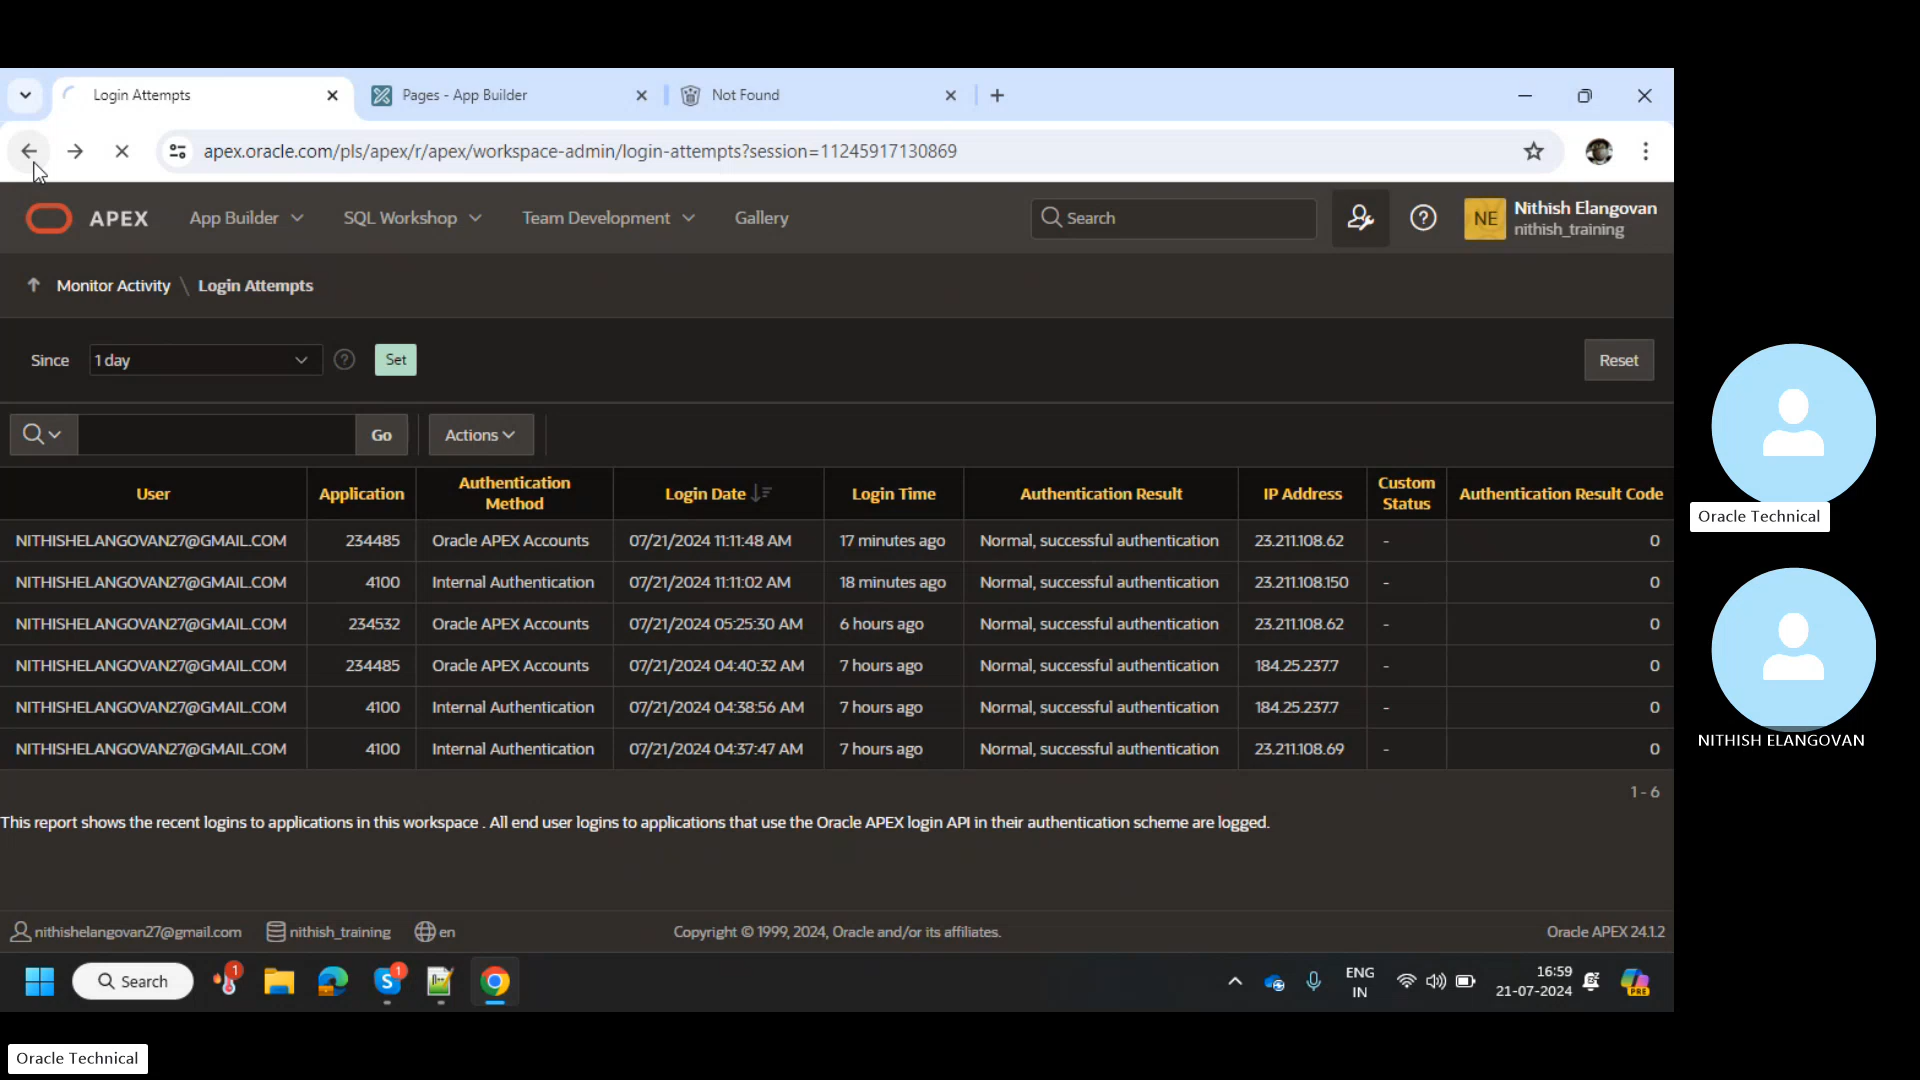 Login Attempts
Pages - App Builder
Not Found
apex.oracle.com/pls/apex/r/apex/workspace-admin/login-attempts?session=11245917130869
APEX
App Builder
SQL Workshop
Team Development
Gallery
Search
NE
Nithish Elangovan
nithish_training
Monitor Activity \ Login Attempts
Since
1 day
Set
Reset
Go
Actions
User Application Authentication Method Login Date Login Time Authentication Result IP Address Custom Status Authentication Result Code
NITHISHELANGOVAN27@GMAIL.COM 234485 Oracle APEX Accounts 07/21/2024 11:11:48 AM 17 minutes ago Normal, successful authentication 23.211.108.62 - 0
NITHISHELANGOVAN27@GMAIL.COM 4100 Internal Authentication 07/21/2024 11:11:02 AM 18 minutes ago Normal, successful authentication 23.211.108.150 - 0
NITHISHELANGOVAN27@GMAIL.COM 234532 Oracle APEX Accounts 07/21/2024 05:25:30 AM 6 hours ago Normal, successful authentication 23.211.108.62 - 0
NITHISHELANGOVAN27@GMAIL.COM 234485 Oracle APEX Accounts 07/21/2024 04:40:32 AM 7 hours ago Normal, successful authentication 184.25.237.7 - 0
NITHISHELANGOVAN27@GMAIL.COM 4100 Internal Authentication 07/21/2024 04:38:56 AM 7 hours ago Normal, successful authentication 184.25.237.7 - 0
NITHISHELANGOVAN27@GMAIL.COM 4100 Internal Authentication 07/21/2024 04:37:47 AM 7 hours ago Normal, successful authentication 23.211.108.69 - 0
1 - 6
This report shows the recent logins to applications in this workspace . All end user logins to applications that use the Oracle APEX login API in their authentication scheme are logged.
nithishelangovan27@gmail.com
nithish_training
en
Copyright © 1999, 2024, Oracle and/or its affiliates.
Oracle APEX 24.1.2
Search
1
1
ENG
IN
16:59
21-07-2024
PRE
Oracle Technical
NITHISH ELANGOVAN
Oracle Technical